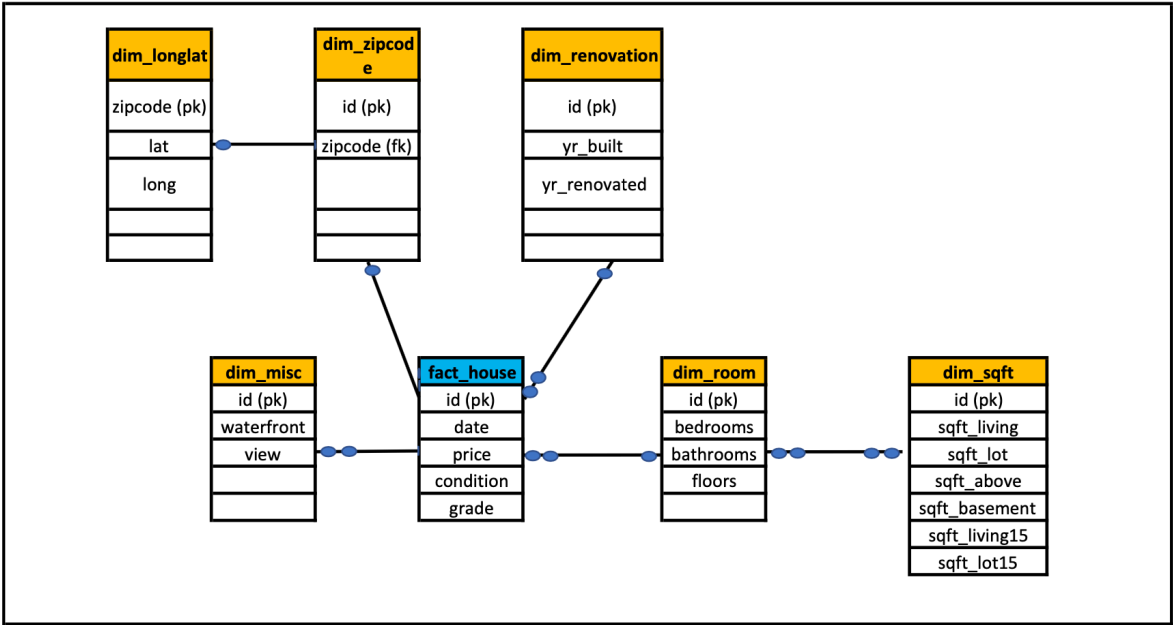 dim_longlat
zipcode (pk)
lat
long
dim_zipcod
e
id (pk)
zipcode (fk)
dim_renovation
id (pk)
yr_built
yr_renovated
dim_misc
id (pk)
waterfront
view
fact_house
id (pk)
date
price
condition
grade
dim_room
id (pk)
bedrooms
bathrooms
floors
dim_sqft
id (pk)
sqft_living
sqft_lot
sqft_above
sqft_basement
sqft_living15
sqft_lot15